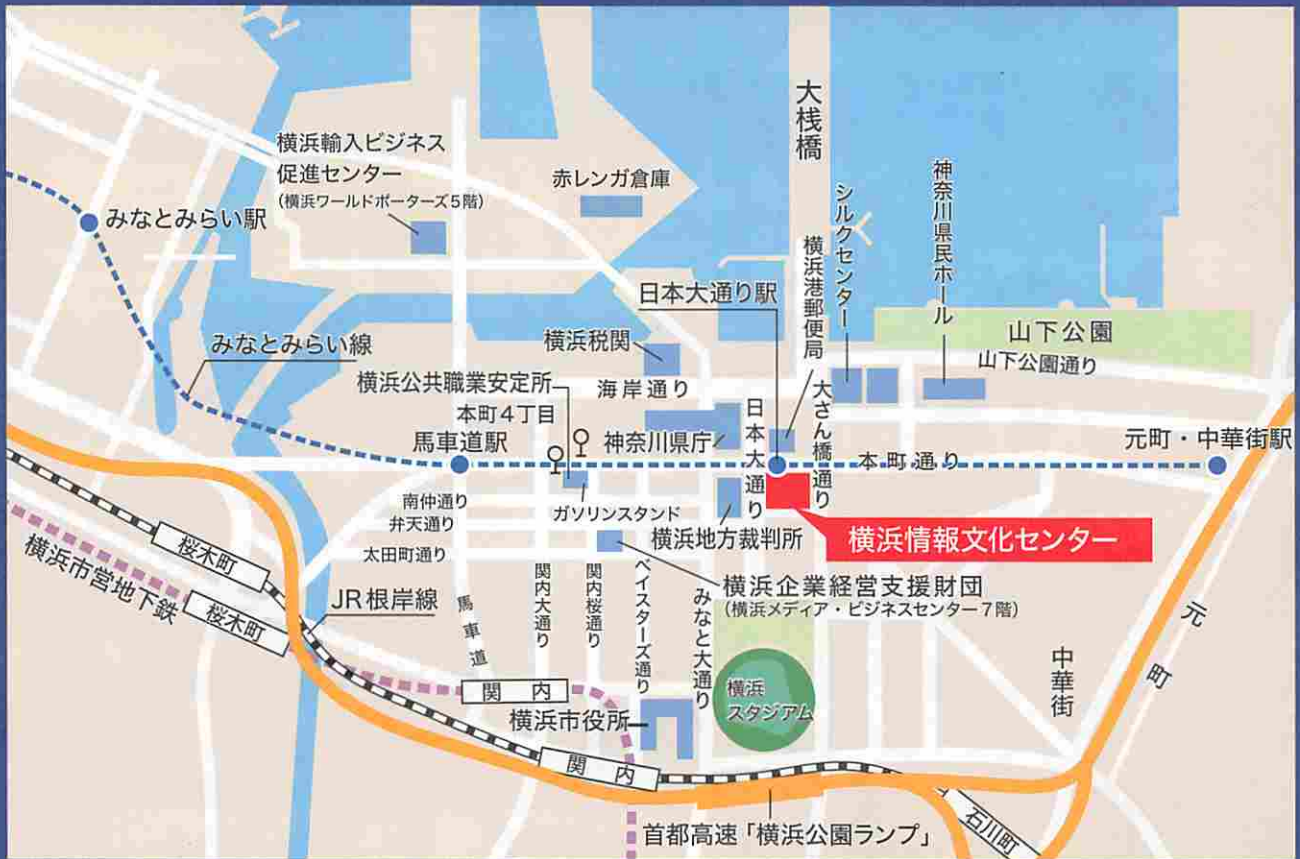 横浜輸入ビジネス
促進センター
(横浜ワールドポーターズ5階)
赤レンガ倉庫
大桟橋
シルクセンター
神奈川県民ホール
横浜港郵便局
みなとみらい駅
日本大通り駅
山下公園
山下公園通り
みなとみらい線
横浜税関
横浜公共職業安定所
海岸通り
本町4丁目
馬車道駅
神奈川県庁
日本大通り
大さん橋通り
本町通り
元町・中華街駅
南仲通り
弁天通り
太田町通り
ガソリンスタンド
横浜地方裁判所
横浜情報文化センター
桜木町
横浜市営地下鉄
桜木町
JR根岸線
馬車道
関内大通り
関内桜通り
ベイスターズ通り
みなと大通り
横浜企業経営支援財団
(横浜メディア・ビジネスセンター7階)
元町
中華街
関内
横浜市役所
横浜
スタジアム
関内
石川町
首都高速「横浜公園ランプ」